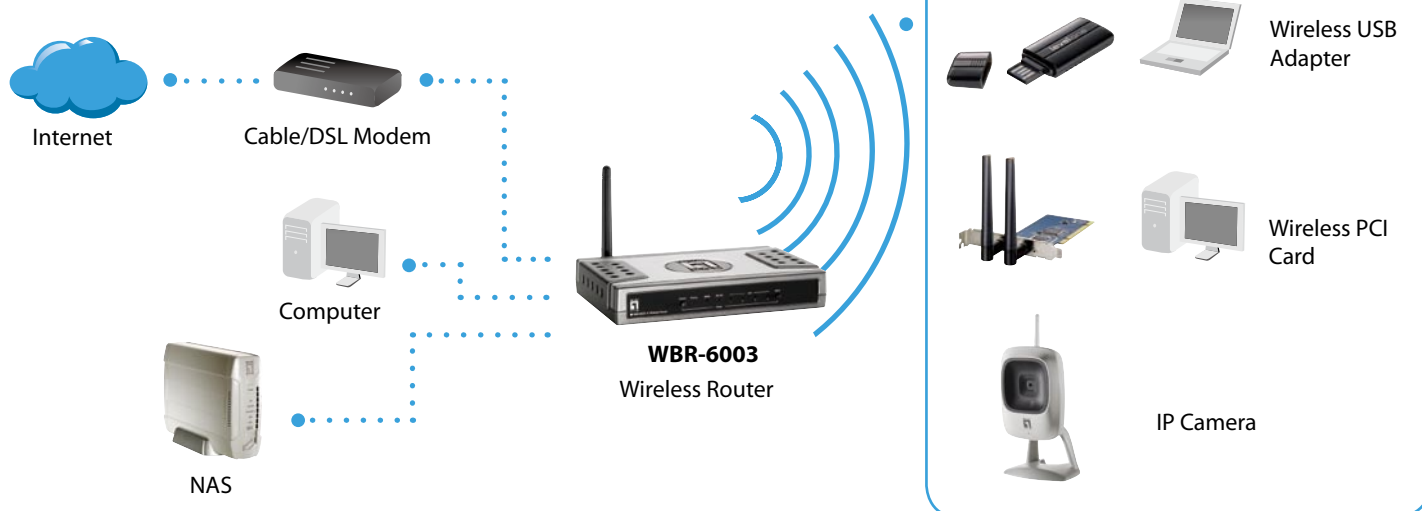 Internet
Cable/DSL Modem
Computer
NAS
WBR-6003
Wireless Router
Wireless USB
Adapter
Wireless PCI
Card
IP Camera